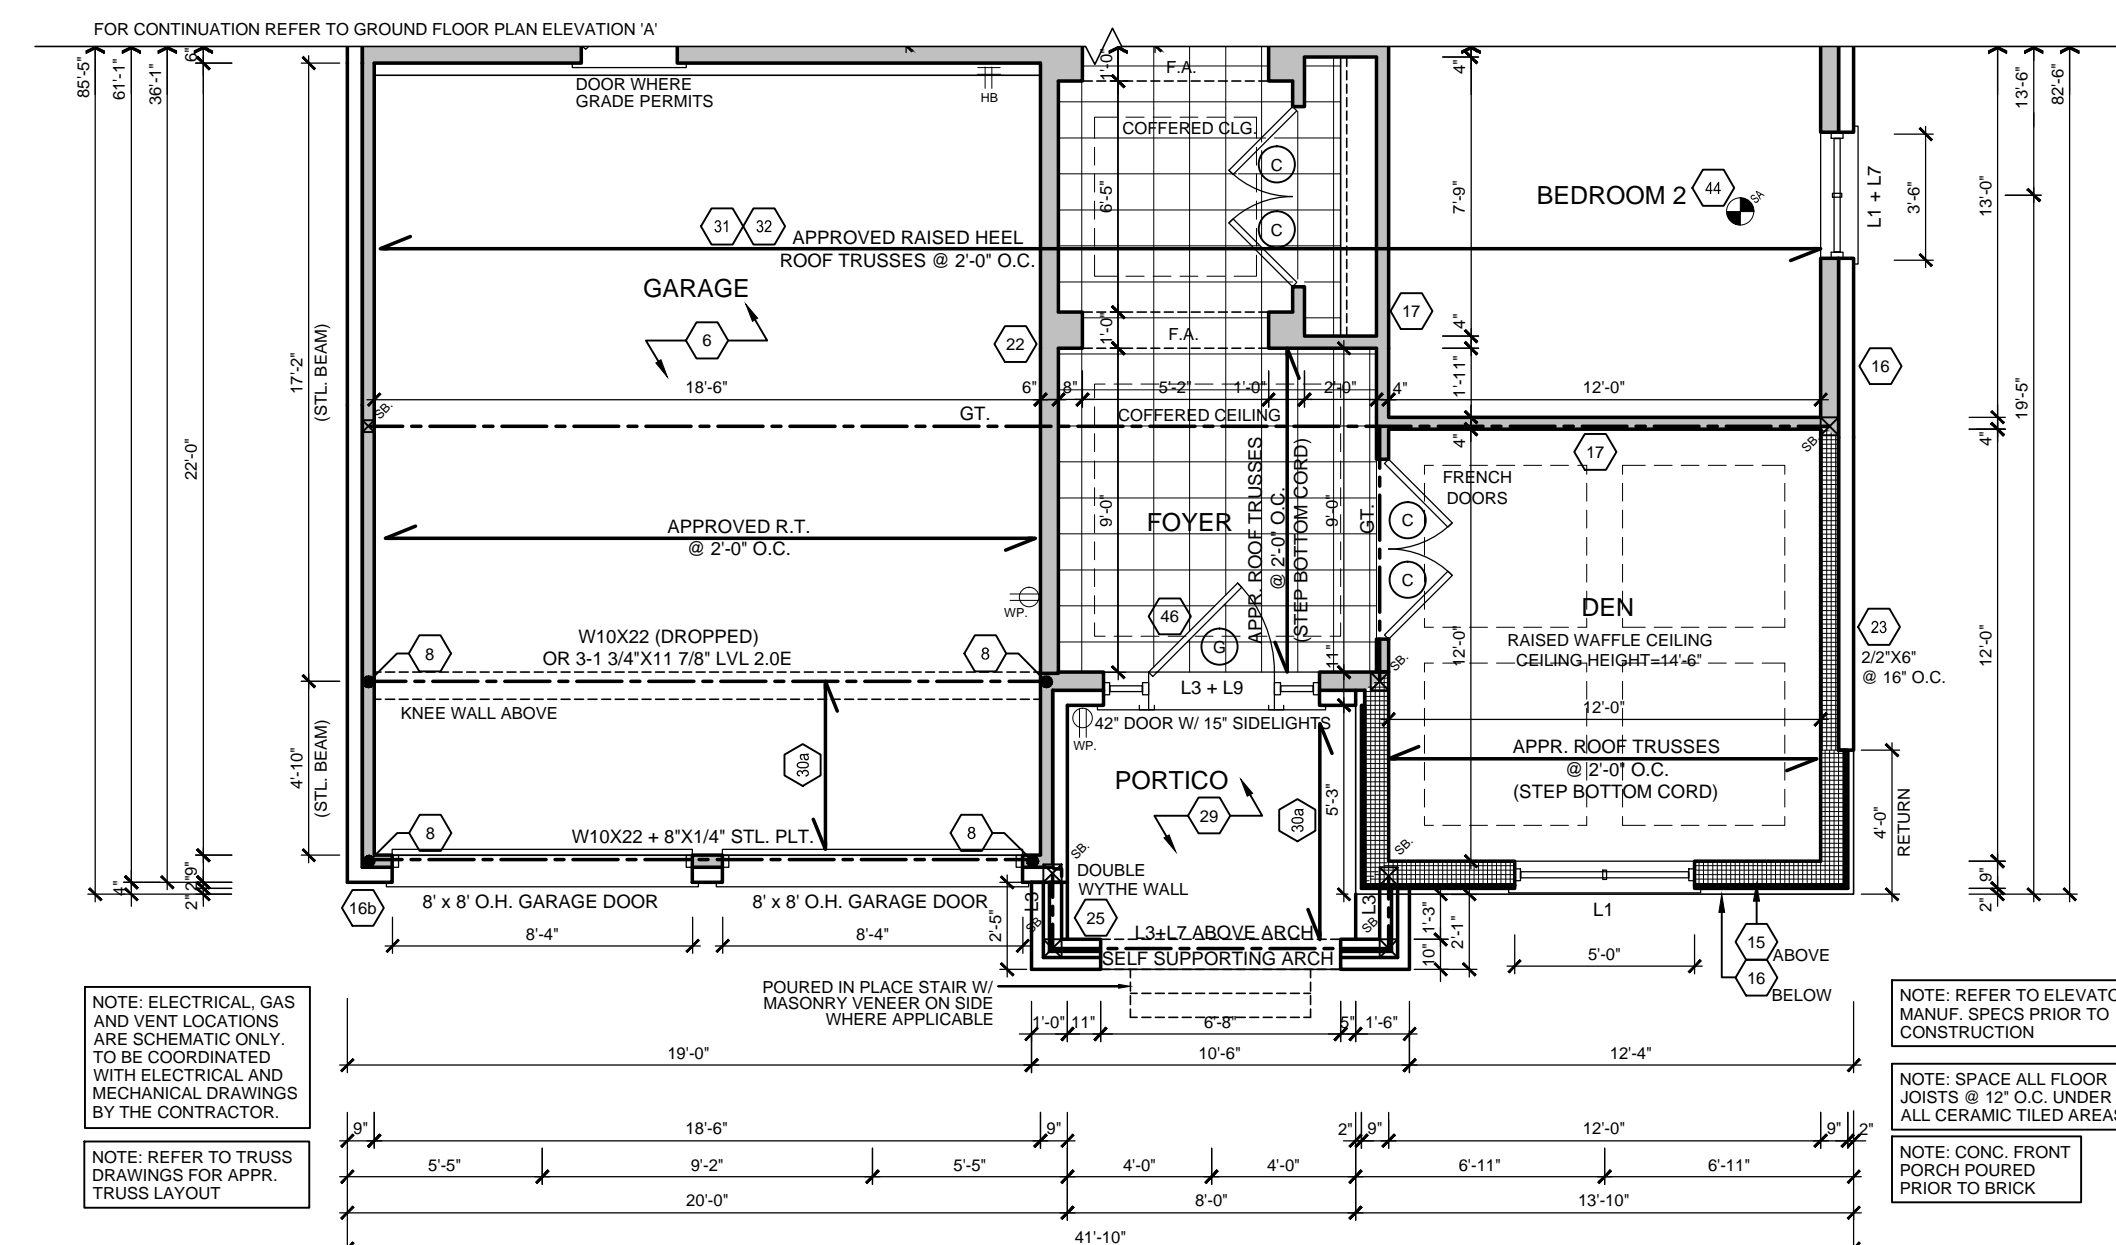 FOR CONTINUATION REFER TO GROUND FLOOR PLAN ELEVATION 'A'
85'-5"
61'-1"
36'-1"
6"
22'-0"
9"
2"
2"
4"
17'-2"
(STL. BEAM)
4'-10"
(STL. BEAM)
DOOR WHERE
GRADE PERMITS
HB
31
32
APPROVED RAISED HEEL
ROOF TRUSSES @ 2'-0" O.C.
GARAGE
6
22
18'-6"
6"
8"
5'-2"
1'-0"
2'-0"
4"
12'-0"
SB.
GT.
APPROVED R.T.
@ 2'-0" O.C.
WP.
W10X22 (DROPPED)
OR 3-1 3/4"X11 7/8" LVL 2.0E
8
8
KNEE WALL ABOVE
30a
8
8
W10X22 + 8"X1/4" STL. PLT.
16b
8' x 8' O.H. GARAGE DOOR
8' x 8' O.H. GARAGE DOOR
8'-4"
8'-4"
2'-5"
1'-0"
F.A.
COFFERED CLG.
C
C
6'-5"
1'-0"
F.A.
COFFERED CEILING
9'-0"
FOYER
APPR. ROOF TRUSSES
@ 2'-0" O.C.
(STEP BOTTOM CORD)
9'-0"
GT.
46
G
11"
L3 + L9
42" DOOR W/ 15" SIDELIGHTS
WP.
PORTICO
29
30a
5'-3"
SB.
DOUBLE
WYTHE WALL
25
L3
SB
L3
SB
L3+L7 ABOVE ARCH
SELF SUPPORTING ARCH
POURED IN PLACE STAIR W/
MASONRY VENEER ON SIDE
WHERE APPLICABLE
1'-3"
10"
2'-1"
4"
7'-9"
4"
1'-11"
4"
BEDROOM 2
44
SA
17
17
L1 + L7
3'-6"
16
SB.
FRENCH
DOORS
C
C
DEN
RAISED WAFFLE CEILING
CEILING HEIGHT=14'-6"
12'-0"
SB.
12'-0"
APPR. ROOF TRUSSES
@ 2'-0" O.C.
(STEP BOTTOM CORD)
SB.
23
2/2"X6"
@ 16" O.C.
4'-0"
RETURN
L1
5'-0"
15
ABOVE
16
BELOW
13'-0"
13'-6"
82'-6"
19'-5"
4"
12'-0"
9"
2"
NOTE: ELECTRICAL, GAS
AND VENT LOCATIONS
ARE SCHEMATIC ONLY.
TO BE COORDINATED
WITH ELECTRICAL AND
MECHANICAL DRAWINGS
BY THE CONTRACTOR.
NOTE: REFER TO TRUSS
DRAWINGS FOR APPR.
TRUSS LAYOUT
NOTE: REFER TO ELEVATO
MANUF. SPECS PRIOR TO
CONSTRUCTION
NOTE: SPACE ALL FLOOR
JOISTS @ 12" O.C. UNDER
ALL CERAMIC TILED AREAS
NOTE: CONC. FRONT
PORCH POURED
PRIOR TO BRICK
1'-0"
11"
6'-8"
5"
1'-6"
19'-0"
10'-6"
12'-4"
9"
18'-6"
9"
2"
9"
12'-0"
9"
2"
5'-5"
9'-2"
5'-5"
4'-0"
4'-0"
6'-11"
6'-11"
20'-0"
8'-0"
13'-10"
41'-10"